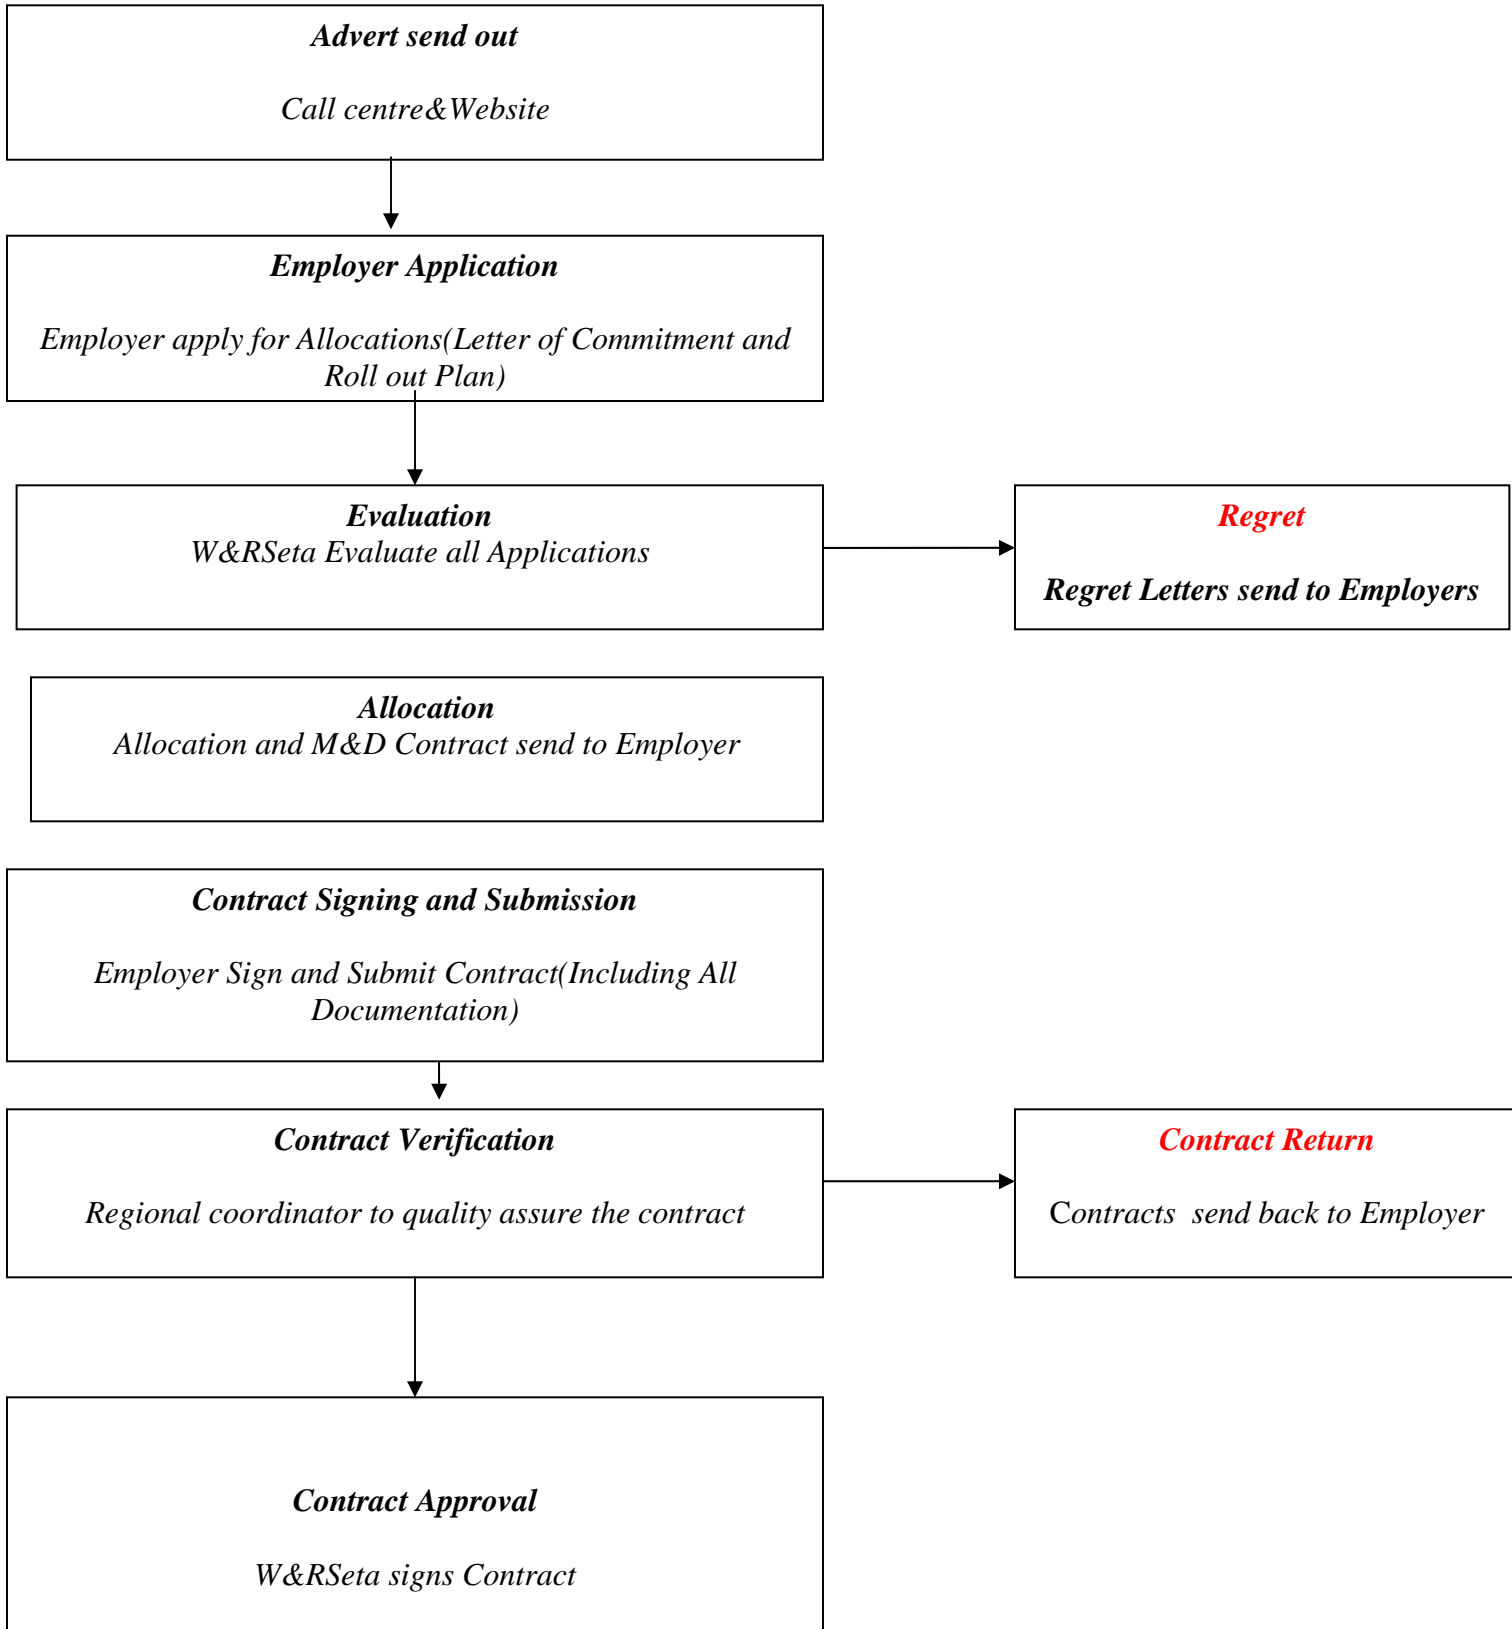 Advert send out
Call centre&Website
Employer Application
Employer apply for Allocations(Letter of Commitment and
Roll out Plan)
Evaluation
W&RSeta Evaluate all Applications
Regret
Regret Letters send to Employers
Allocation
Allocation and M&D Contract send to Employer
Contract Signing and Submission
Employer Sign and Submit Contract(Including All
Documentation)
Contract Verification
Regional coordinator to quality assure the contract
Contract Return
Contracts  send back to Employer
Contract Approval
W&RSeta signs Contract